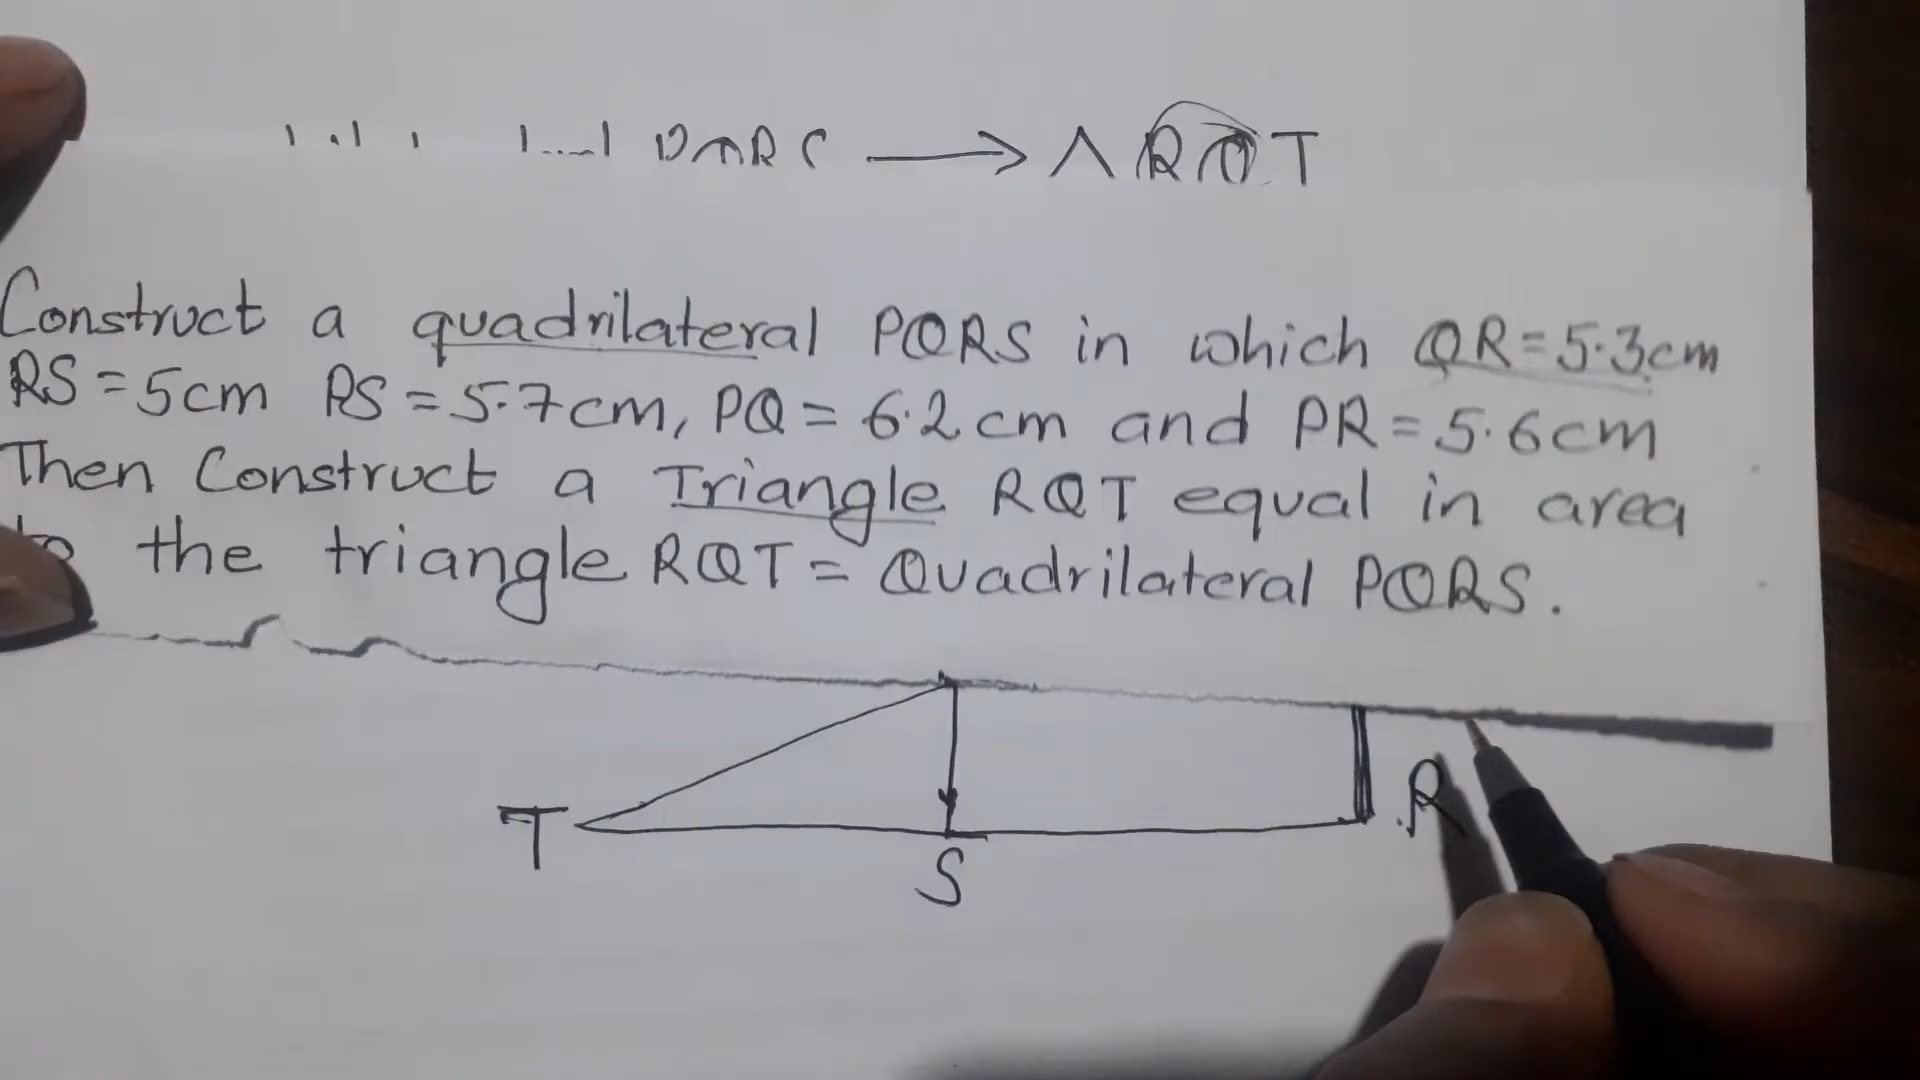 → RQT
Construct a quadrilateral PQRS in which QR=5.3cm
RS=5cm PS=5.7cm, PQ=6.2cm and PR=5.6cm
Then Construct a Triangle RQT equal in area
to the triangle RQT= Quadrilateral PQRS.
T
R
S